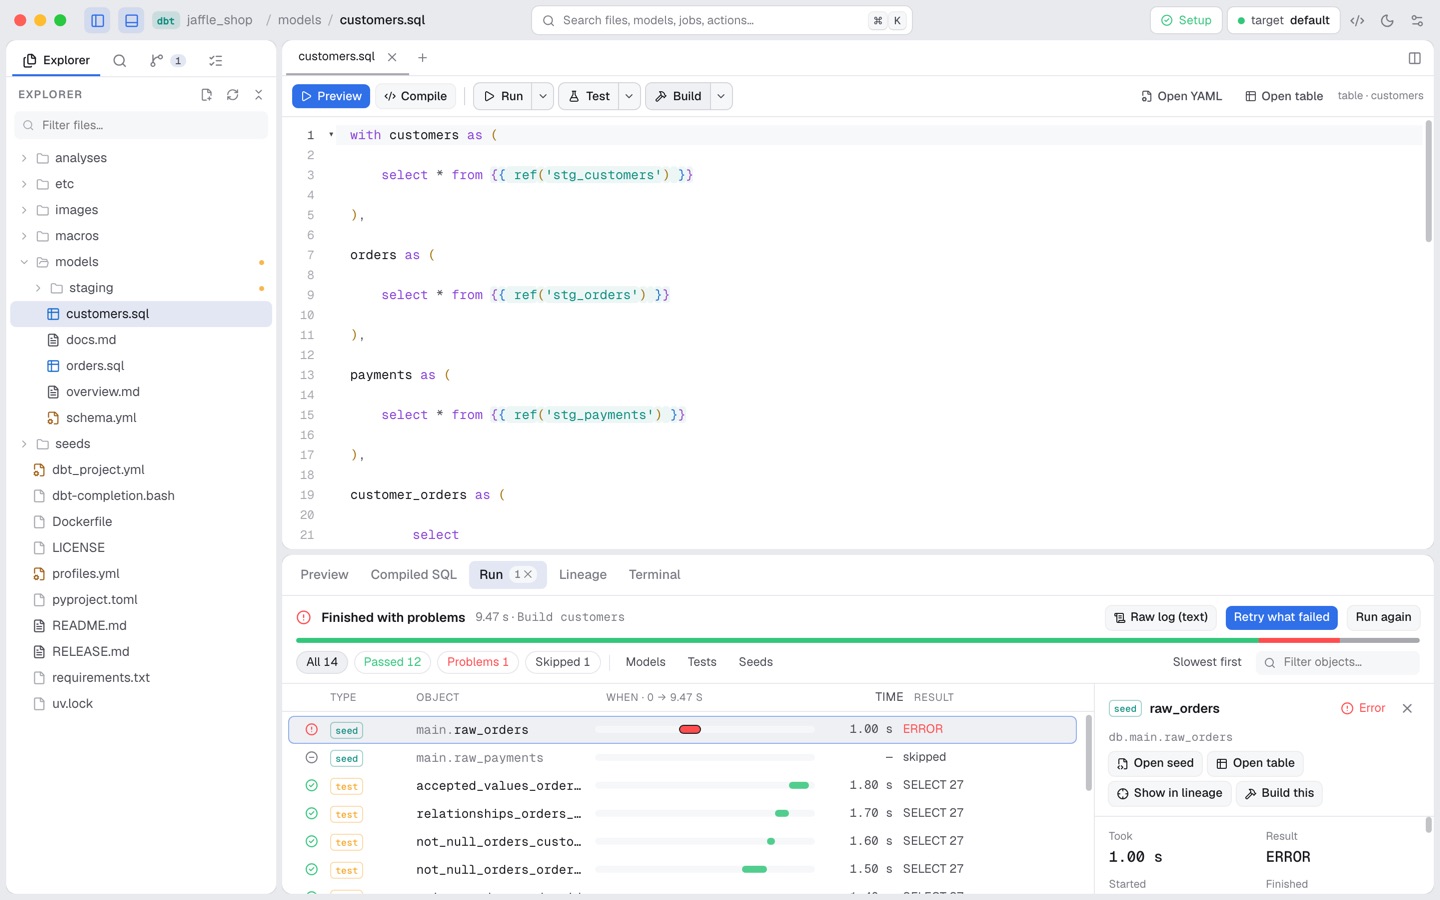 dbt jaffle_shop / models / customers.sql
Search files, models, jobs, actions… ⌘ K
Setup
target default
Explorer
1
EXPLORER
Filter files…
analyses
etc
images
macros
models
staging
customers.sql
docs.md
orders.sql
overview.md
schema.yml
seeds
dbt_project.yml
dbt-completion.bash
Dockerfile
LICENSE
profiles.yml
pyproject.toml
README.md
RELEASE.md
requirements.txt
uv.lock
customers.sql
Preview Compile Run Test Build
Open YAML Open table table · customers
1 with customers as (
2
3 select * from {{ ref('stg_customers') }}
4
5 ),
6
7 orders as (
8
9 select * from {{ ref('stg_orders') }}
10
11 ),
12
13 payments as (
14
15 select * from {{ ref('stg_payments') }}
16
17 ),
18
19 customer_orders as (
20
21 select
Preview Compiled SQL Run 1 Lineage Terminal
Finished with problems 9.47 s · Build customers
Raw log (text) Retry what failed Run again
All 14 Passed 12 Problems 1 Skipped 1 Models Tests Seeds
Slowest first Filter objects…
TYPE OBJECT WHEN · 0 → 9.47 S TIME RESULT
seed main.raw_orders 1.00 s ERROR
seed main.raw_payments – skipped
test accepted_values_order… 1.80 s SELECT 27
test relationships_orders_… 1.70 s SELECT 27
test not_null_orders_custo… 1.60 s SELECT 27
test not_null_orders_order… 1.50 s SELECT 27
seed raw_orders Error
db.main.raw_orders
Open seed Open table
Show in lineage Build this
Took Result
1.00 s ERROR
Started Finished